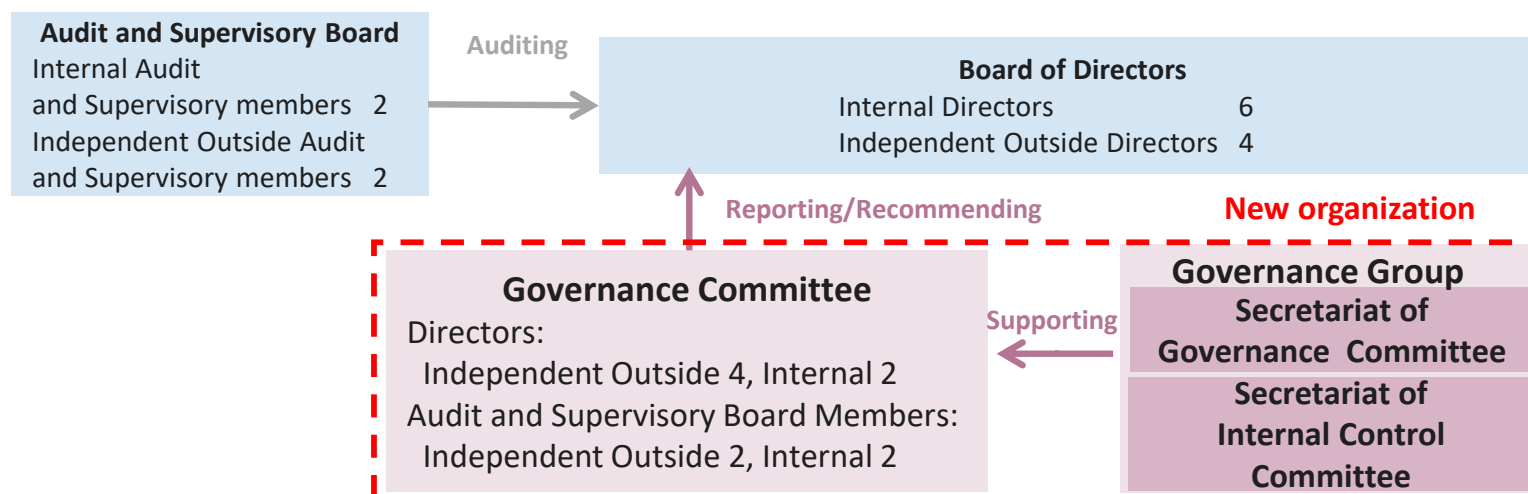 Audit and Supervisory Board
Internal Audit
and Supervisory members 2
Independent Outside Audit
and Supervisory members 2
Auditing
Board of Directors
Internal Directors 6
Independent Outside Directors 4
Reporting/Recommending
New organization
Governance Committee
Directors:
Independent Outside 4, Internal 2
Audit and Supervisory Board Members:
Independent Outside 2, Internal 2
Supporting
Governance Group
Secretariat of
Governance Committee
Secretariat of
Internal Control
Committee